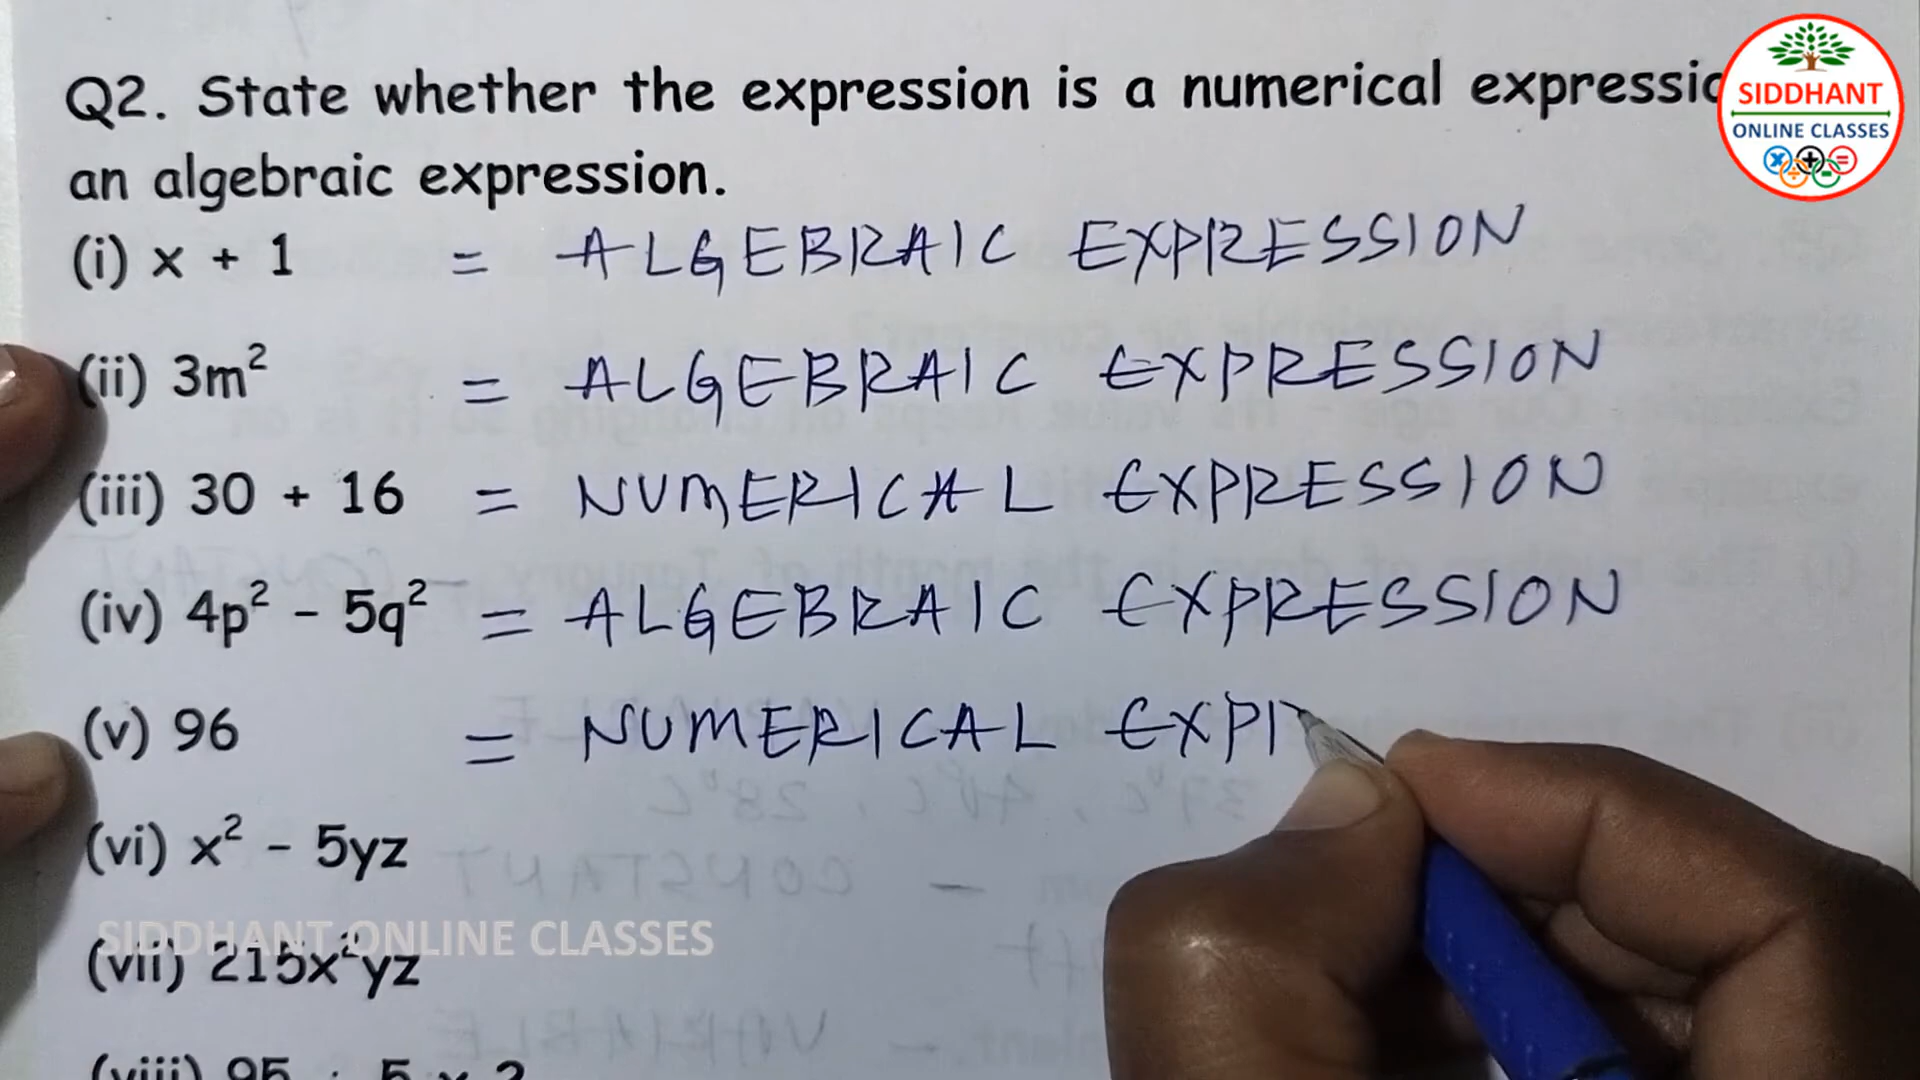 Q2. State whether the expression is a numerical expressio
an algebraic expression.
(i) x + 1 = ALGEBRAIC EXPRESSION
(ii) 3m² = ALGEBRAIC EXPRESSION
(iii) 30 + 16 = NUMERICAL EXPRESSION
(iv) 4p² - 5q² = ALGEBRAIC EXPRESSION
(v) 96 = NUMERICAL EXPR
(vi) x² - 5yz
(vii) 215x²yz
SIDDHANT ONLINE CLASSES
SIDDHANT
ONLINE CLASSES